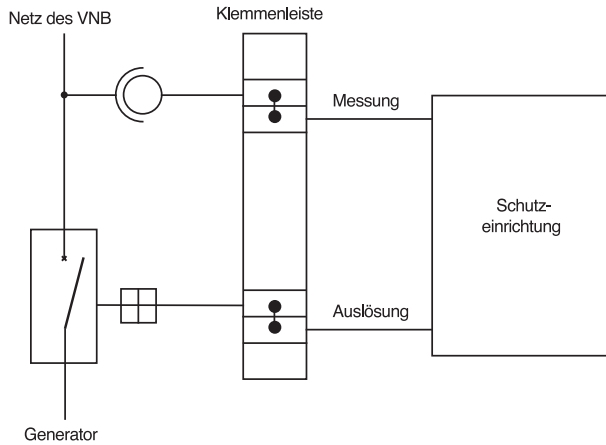 Netz des VNB
Klemmenleiste
Messung
Schutz-
einrichtung
Auslösung
Generator